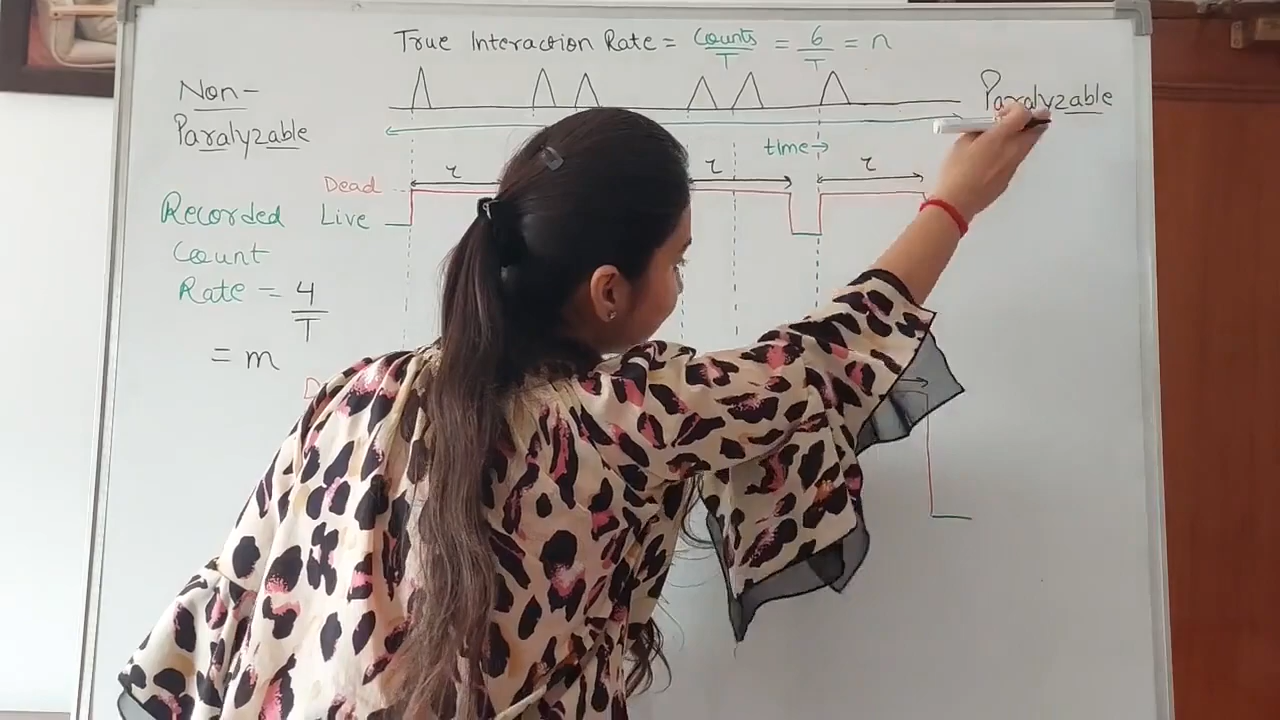 True Interaction Rate = Counts/T = 6/T = n
Non-
Paralyzable
Paralyzable
time →
τ τ τ
Dead
Live
Recorded
Count
Rate = 4/T
= m
D